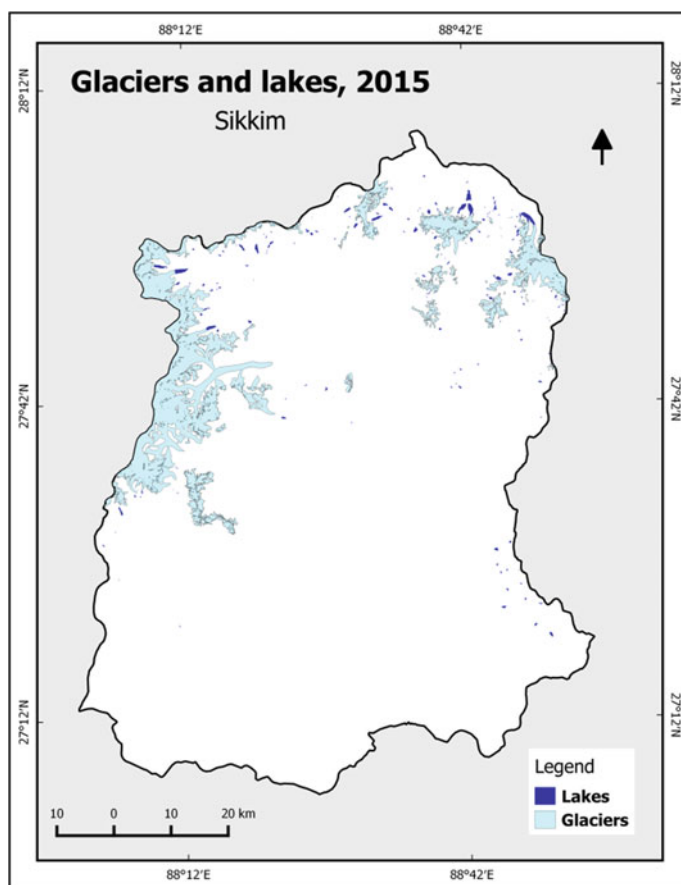 88°12'E 88°42'E
Glaciers and lakes, 2015
Sikkim
28°12'N 28°12'N
27°42'N 27°42'N
27°12'N 27°12'N
Legend
Lakes
Glaciers
10 0 10 20 km
88°12'E 88°42'E